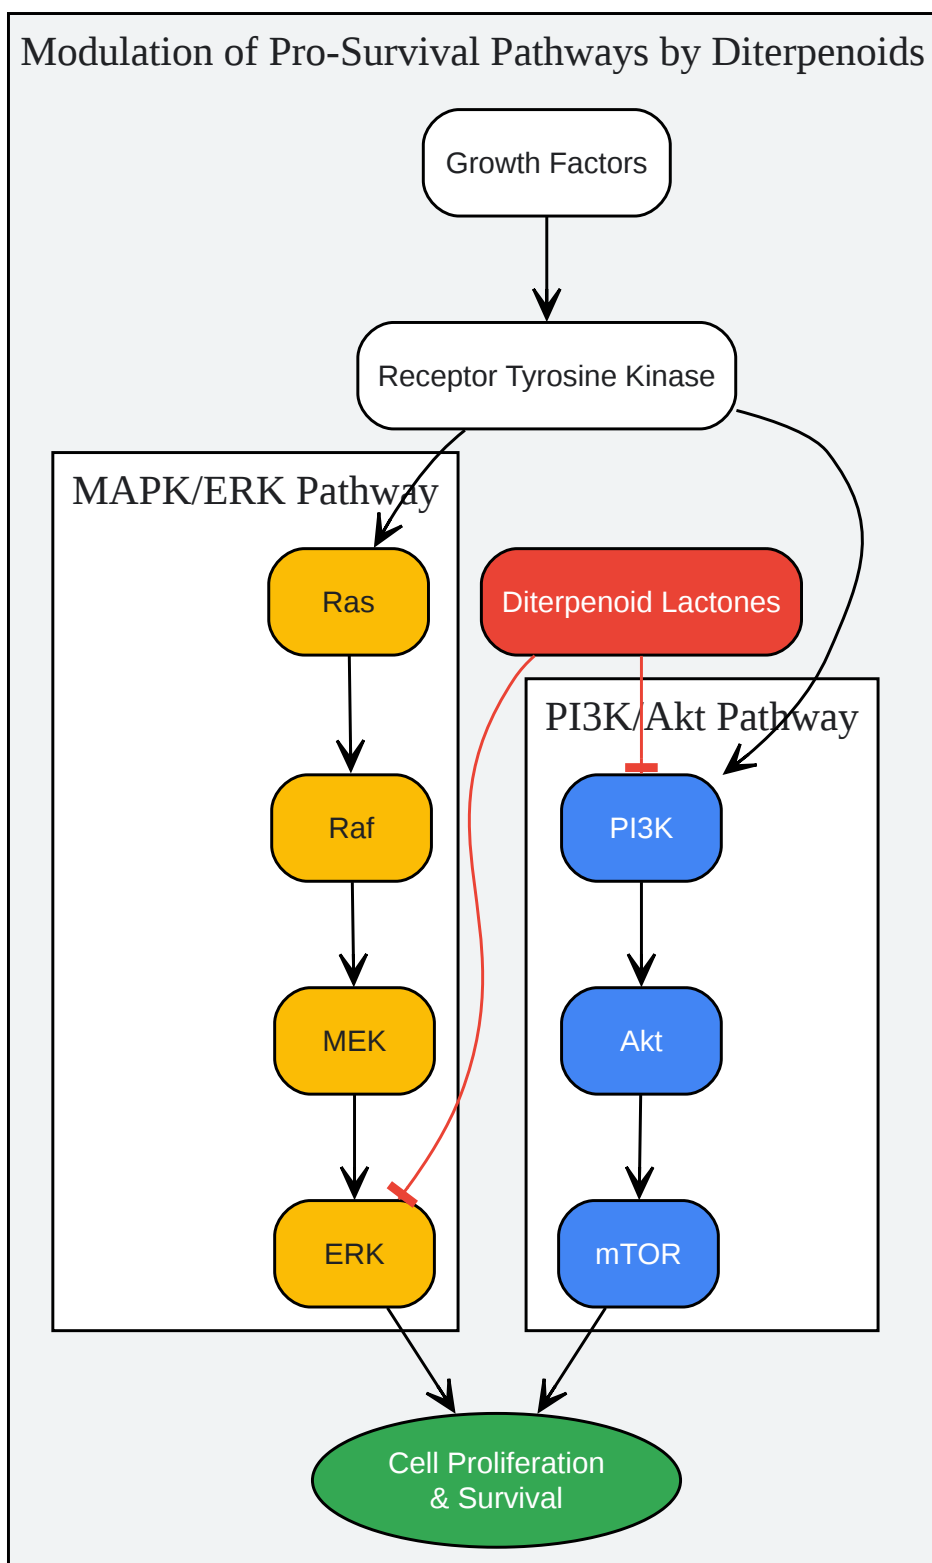 Modulation of Pro-Survival Pathways by Diterpenoids
Growth Factors
Receptor Tyrosine Kinase
MAPK/ERK Pathway
Ras
Diterpenoid Lactones
PI3K/Akt Pathway
Raf
PI3K
MEK
Akt
ERK
mTOR
Cell Proliferation
& Survival